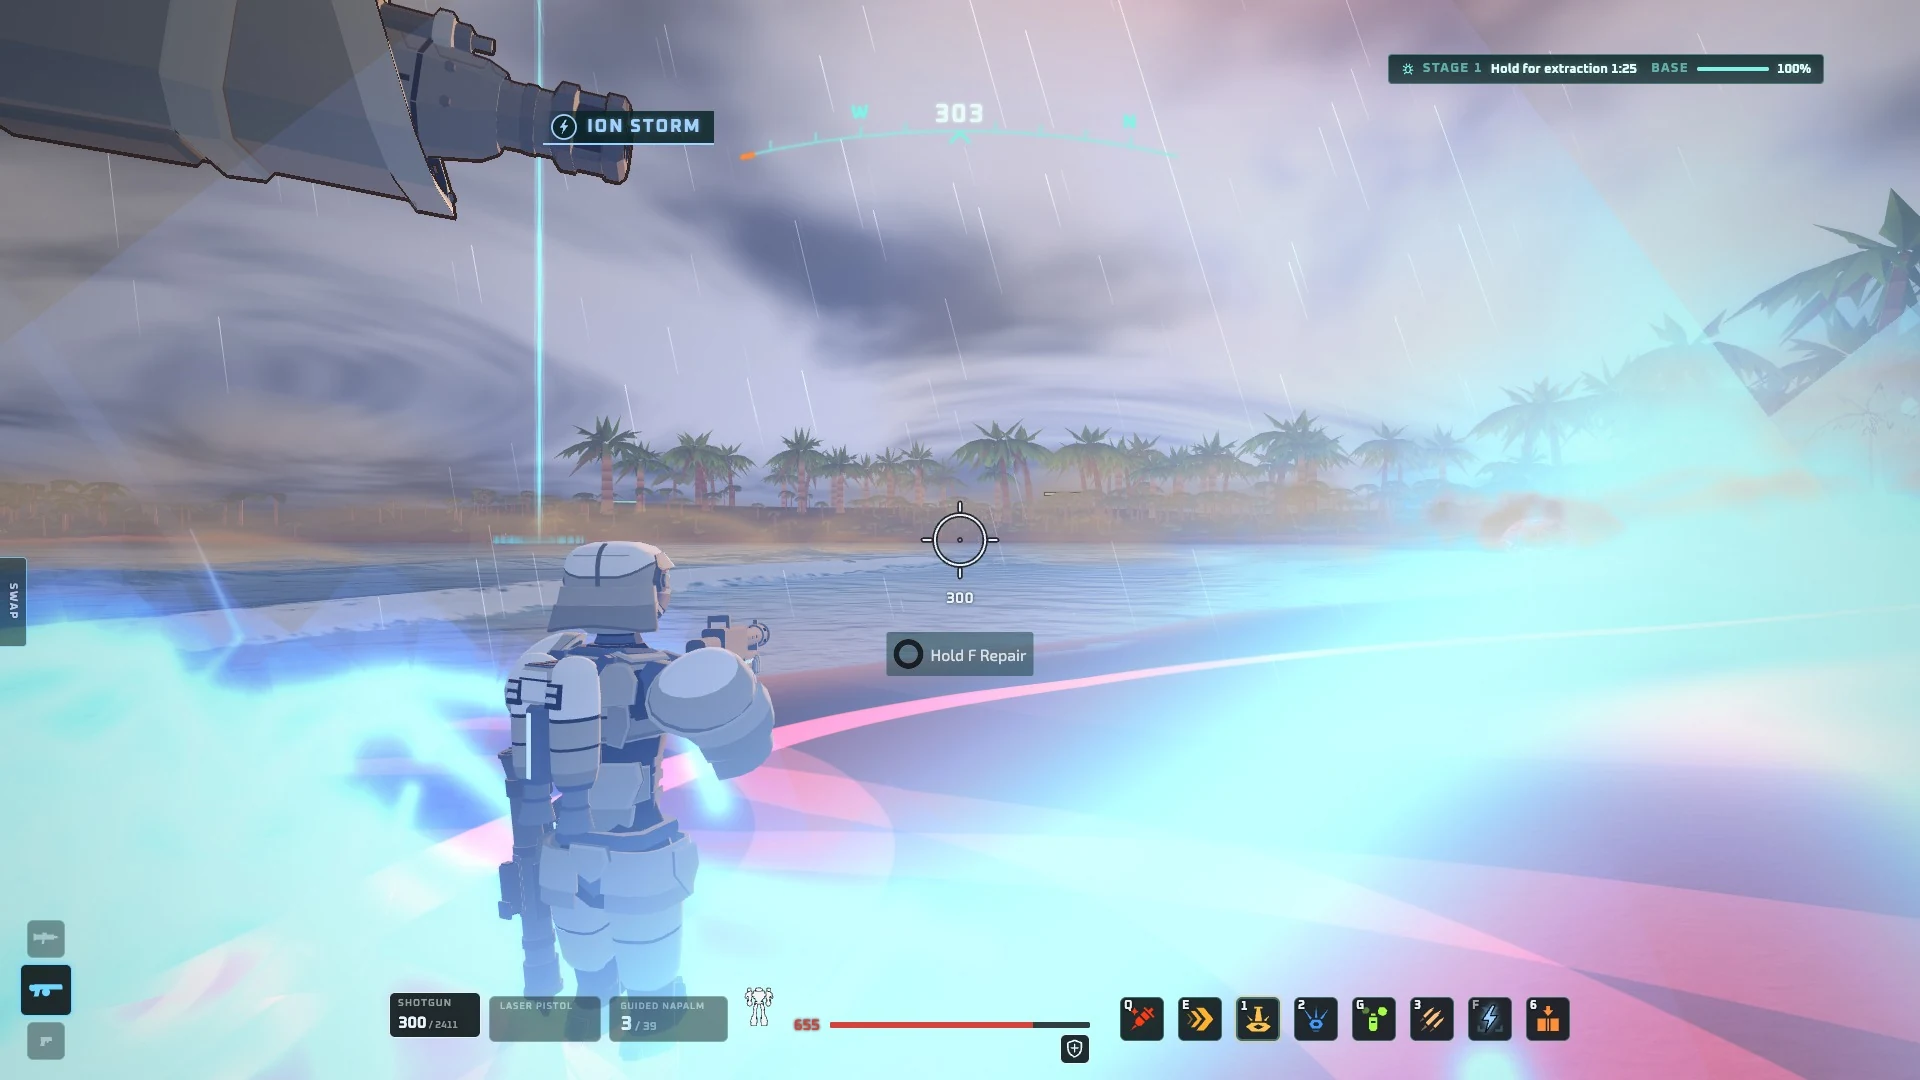 STAGE 1 Hold for extraction 1:25 BASE 100%
W 303 N
ION STORM
300
SWAP
Hold F Repair
SHOTGUN
300 / 2411
LASER PISTOL
GUIDED NAPALM
3 / 39
655
Q E 1 2 G 3 F 6